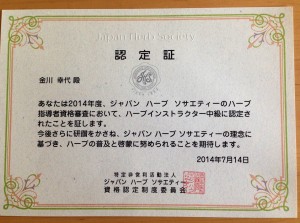 Japan Herb Society
認定証
金川 幸代 殿
あなたは2014年度、ジャパン ハーブ ソサエティーのハーブ
指導者資格審査において、ハーブインストラクター中級に認定さ
れたことを証します。
今後さらに研儹をかさね、ジャパン ハーブ ソサエティーの理念に
基づき、ハーブの普及と啓蒙に努められることを期待します。
2014年7月14日
特定非営利活動法人
ジャパン ハーブ ソサエティー
資格認定制度委員会